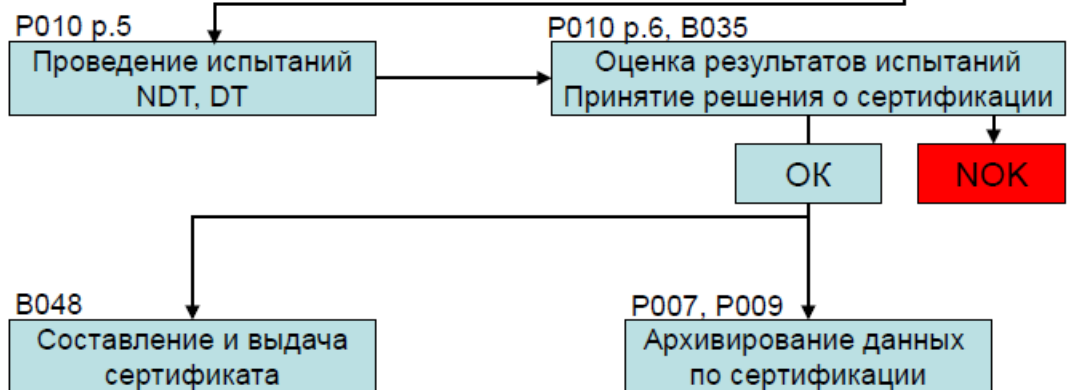 P010 p.5
Проведение испытаний
NDT, DT
P010 p.6, B035
Оценка результатов испытаний
Принятие решения о сертификации
ОК
NOK
B048
Составление и выдача
сертификата
P007, P009
Архивирование данных
по сертификации